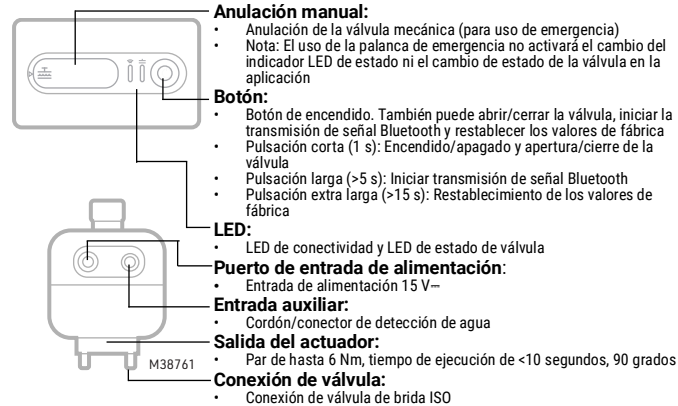 Anulación manual:
• Anulación de la válvula mecánica (para uso de emergencia)
• Nota: El uso de la palanca de emergencia no activará el cambio del
indicador LED de estado ni el cambio de estado de la válvula en la
aplicación
Botón:
• Botón de encendido. También puede abrir/cerrar la válvula, iniciar la
transmisión de señal Bluetooth y restablecer los valores de fábrica
• Pulsación corta (1 s): Encendido/apagado y apertura/cierre de la
válvula
• Pulsación larga (>5 s): Iniciar transmisión de señal Bluetooth
• Pulsación extra larga (>15 s): Restablecimiento de los valores de
fábrica
LED:
• LED de conectividad y LED de estado de válvula
Puerto de entrada de alimentación:
• Entrada de alimentación 15 V⎓
Entrada auxiliar:
• Cordón/conector de detección de agua
Salida del actuador:
• Par de hasta 6 Nm, tiempo de ejecución de <10 segundos, 90 grados
M38761
Conexión de válvula:
• Conexión de válvula de brida ISO